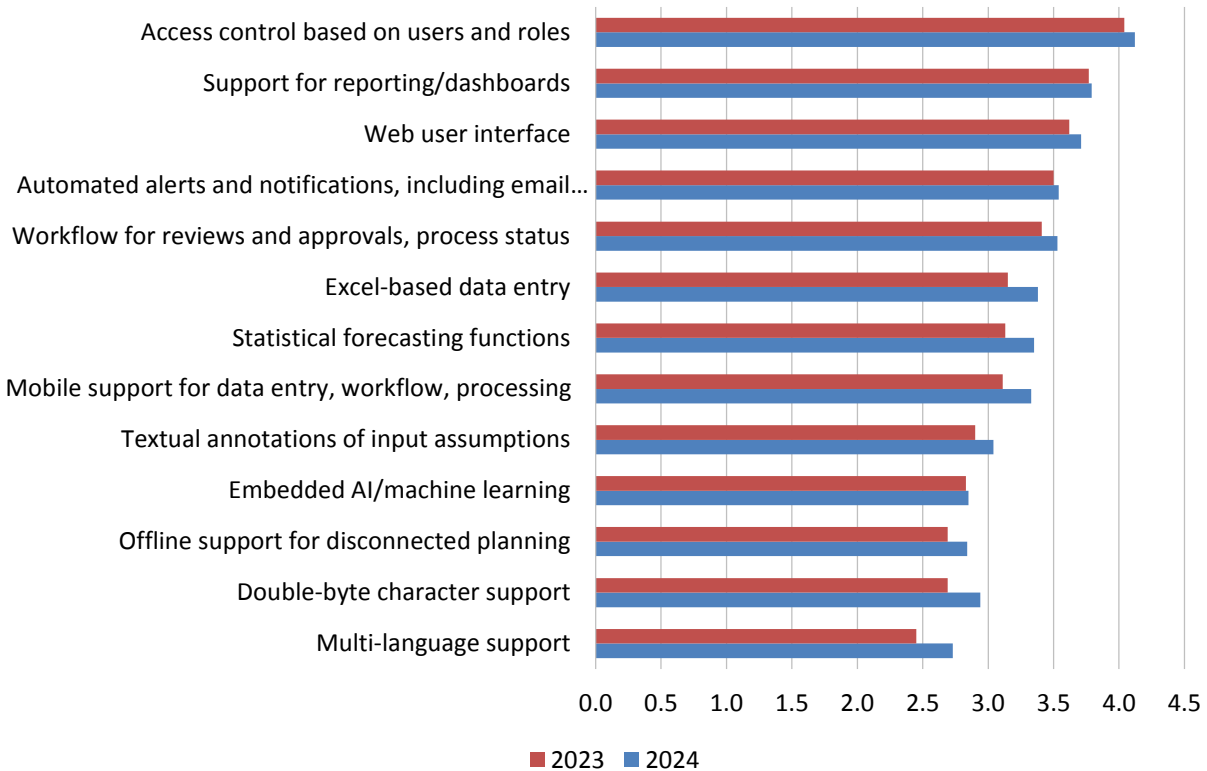 Access control based on users and roles
Support for reporting/dashboards
Web user interface
Automated alerts and notifications, including email…
Workflow for reviews and approvals, process status
Excel-based data entry
Statistical forecasting functions
Mobile support for data entry, workflow, processing
Textual annotations of input assumptions
Embedded AI/machine learning
Offline support for disconnected planning
Double-byte character support
Multi-language support
0.0 0.5 1.0 1.5 2.0 2.5 3.0 3.5 4.0 4.5
2023 2024